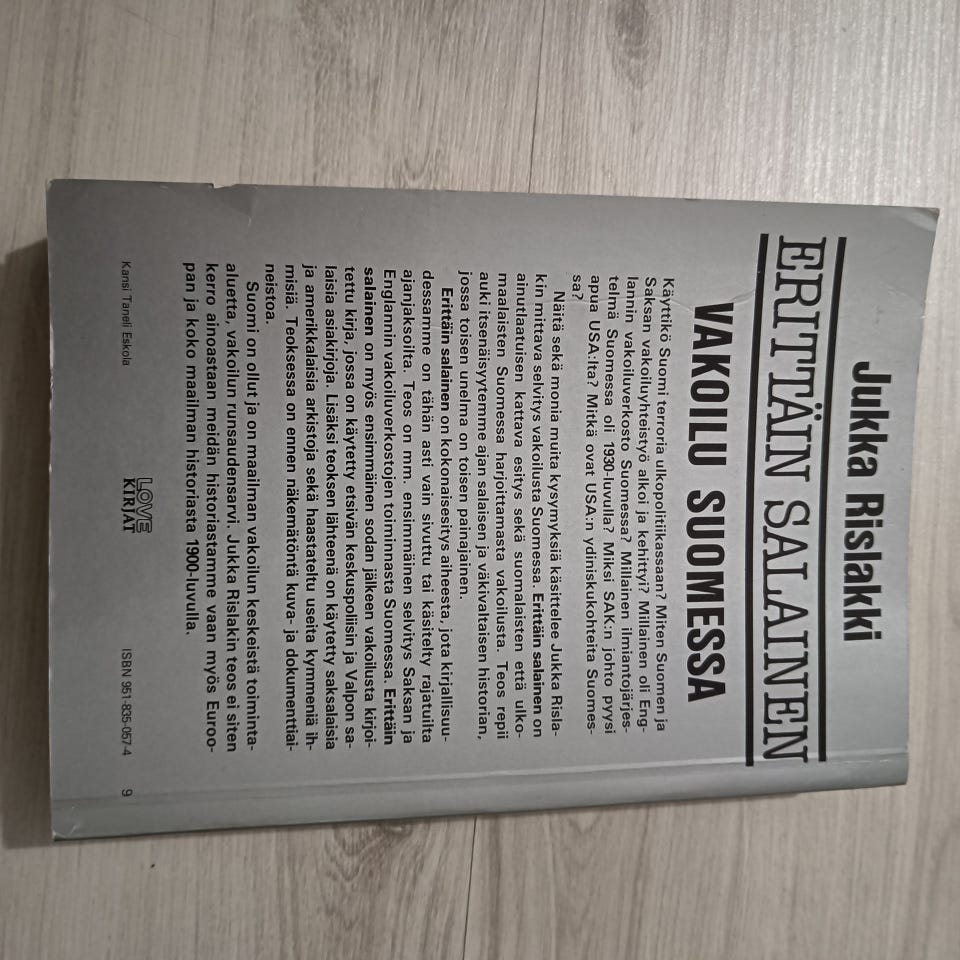 Jukka Rislakki
ERITTÄIN SALAINEN
VAKOILU SUOMESSA
Käyttikö Suomi terroria ulkopolitiikassaan? Miten Suomen ja
Saksan vakoiluyhteistyö alkoi ja kehittyi? Millainen oli Eng-
lannin vakoiluverkosto Suomessa? Millainen ilmiantojärjes-
telmä Suomessa oli 1930-luvulla? Miksi SAK:n johto pyysi
apua USA:lta? Mitkä ovat USA:n ydiniskukohteita Suomes-
sa?
Näitä sekä monia muita kysymyksiä käsittelee Jukka Risla-
kin mittava selvitys vakoilusta Suomessa. Erittäin salainen on
ainutlaatuisen kattava esitys sekä suomalaisten että ulko-
maalaisten Suomessa harjoittamasta vakoilusta. Teos repii
auki itsenäisyytemme ajan salaisen ja väkivaltaisen historian,
jossa toisen unelma on toisen painajainen.
Erittäin salainen on kokonaisesitys aiheesta, jota kirjallisuu-
dessamme on tähän asti vain sivuttu tai käsitelty rajatuilta
ajanjaksoilta. Teos on mm. ensimmäinen selvitys Saksan ja
Englannin vakoiluverkostojen toiminnasta Suomessa. Erittäin
salainen on myös ensimmäinen sodan jälkeen vakoilusta kirjoi-
tettu kirja, jossa on käytetty etsivän keskuspoliisin ja Valpon sa-
laisia asiakirjoja. Lisäksi teoksen lähteenä on käytetty saksalaisia
ja amerikkalaisia arkistoja sekä haastateltu useita kymmeniä ih-
misiä. Teoksessa on ennen näkemätöntä kuva- ja dokumenttiai-
neistoa.
Suomi on ollut ja on maailman vakoilun keskeistä toiminta-
aluetta, vakoilun runsaudensarvi. Jukka Rislakin teos ei siten
kerro ainoastaan meidän historiastamme vaan myös Euroo-
pan ja koko maailman historiasta 1900-luvulla.
Kansi Taneli Eskola
LOVE
KIRJAT
ISBN 951-835-057-4
9